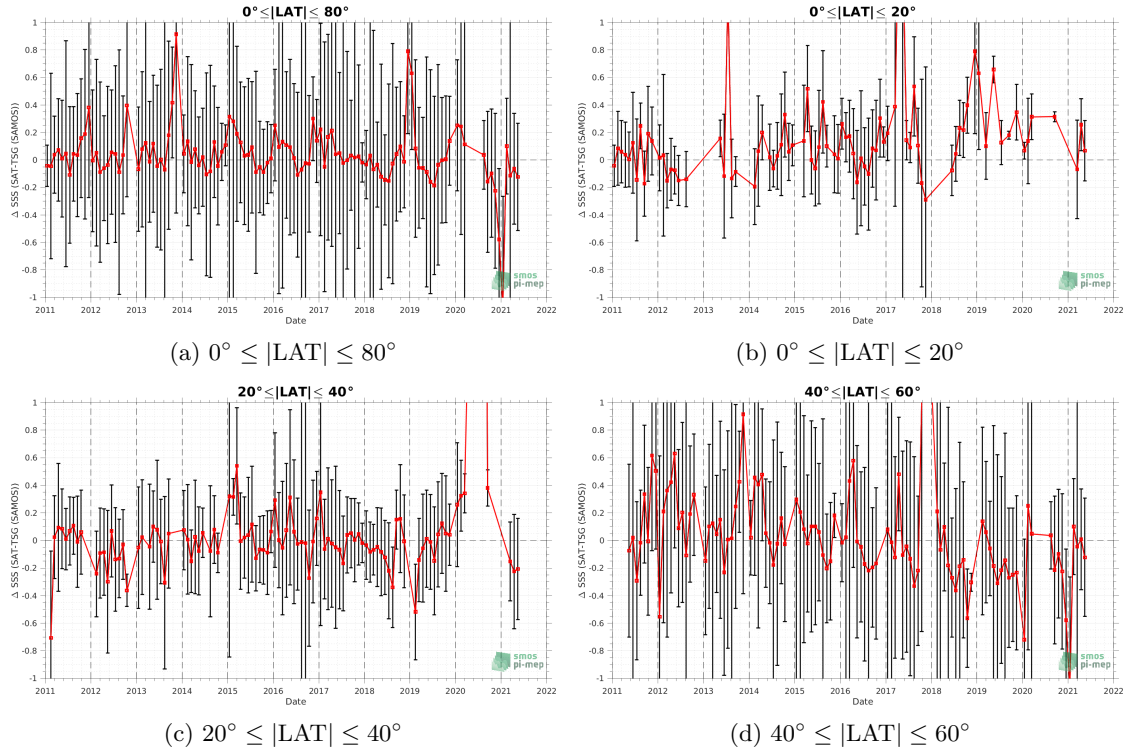 0°≤|LAT|≤ 80°
Δ SSS (SAT-TSG (SAMOS))
1
0.8
0.6
0.4
0.2
0
-0.2
-0.4
-0.6
-0.8
-1
2011 2012 2013 2014 2015 2016 2017 2018 2019 2020 2021 2022
Date
smos
pi-mep
(a) 0° ≤ |LAT| ≤ 80°
0°≤|LAT|≤ 20°
Δ SSS (SAT-TSG (SAMOS))
1
0.8
0.6
0.4
0.2
0
-0.2
-0.4
-0.6
-0.8
-1
2011 2012 2013 2014 2015 2016 2017 2018 2019 2020 2021 2022
Date
smos
pi-mep
(b) 0° ≤ |LAT| ≤ 20°
20°≤|LAT|≤ 40°
Δ SSS (SAT-TSG (SAMOS))
1
0.8
0.6
0.4
0.2
0
-0.2
-0.4
-0.6
-0.8
-1
2011 2012 2013 2014 2015 2016 2017 2018 2019 2020 2021 2022
Date
smos
pi-mep
(c) 20° ≤ |LAT| ≤ 40°
40°≤|LAT|≤ 60°
Δ SSS (SAT-TSG (SAMOS))
1
0.8
0.6
0.4
0.2
0
-0.2
-0.4
-0.6
-0.8
-1
2011 2012 2013 2014 2015 2016 2017 2018 2019 2020 2021 2022
Date
smos
pi-mep
(d) 40° ≤ |LAT| ≤ 60°